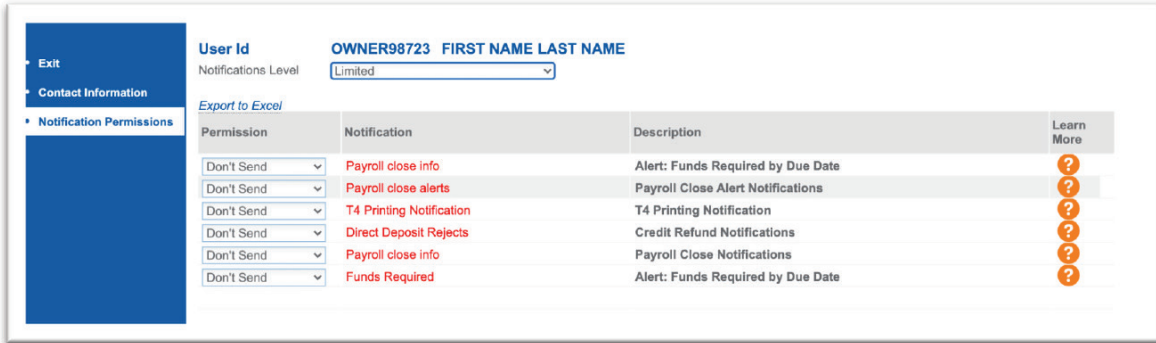 Exit
Contact Information
Notification Permissions
User Id OWNER98723 FIRST NAME LAST NAME
Notifications Level Limited
Export to Excel
Permission Notification Description Learn More
Don't Send Payroll close info Alert: Funds Required by Due Date ?
Don't Send Payroll close alerts Payroll Close Alert Notifications ?
Don't Send T4 Printing Notification T4 Printing Notification ?
Don't Send Direct Deposit Rejects Credit Refund Notifications ?
Don't Send Payroll close info Payroll Close Notifications ?
Don't Send Funds Required Alert: Funds Required by Due Date ?